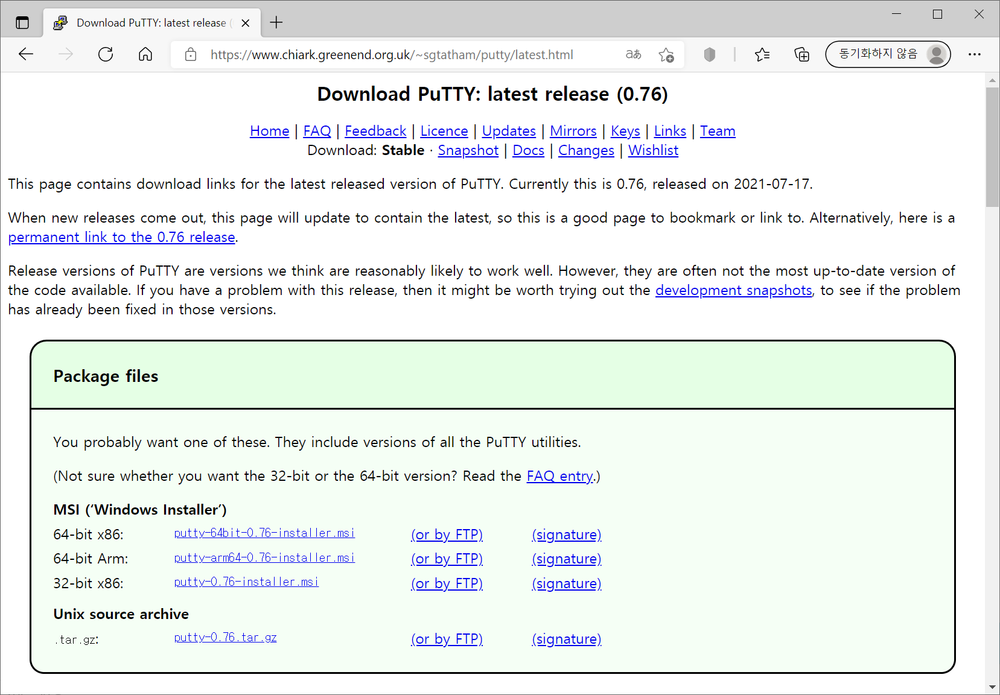 Download PuTTY: latest release (
https://www.chiark.greenend.org.uk/~sgtatham/putty/latest.html
aあ
동기화하지 않음
Download PuTTY: latest release (0.76)
Home | FAQ | Feedback | Licence | Updates | Mirrors | Keys | Links | Team
Download: Stable · Snapshot | Docs | Changes | Wishlist
This page contains download links for the latest released version of PuTTY. Currently this is 0.76, released on 2021-07-17.
When new releases come out, this page will update to contain the latest, so this is a good page to bookmark or link to. Alternatively, here is a
permanent link to the 0.76 release.
Release versions of PuTTY are versions we think are reasonably likely to work well. However, they are often not the most up-to-date version of
the code available. If you have a problem with this release, then it might be worth trying out the development snapshots, to see if the problem
has already been fixed in those versions.
Package files
You probably want one of these. They include versions of all the PuTTY utilities.
(Not sure whether you want the 32-bit or the 64-bit version? Read the FAQ entry.)
MSI (‘Windows Installer’)
64-bit x86: putty-64bit-0.76-installer.msi (or by FTP) (signature)
64-bit Arm: putty-arm64-0.76-installer.msi (or by FTP) (signature)
32-bit x86: putty-0.76-installer.msi (or by FTP) (signature)
Unix source archive
.tar.gz: putty-0.76.tar.gz (or by FTP) (signature)